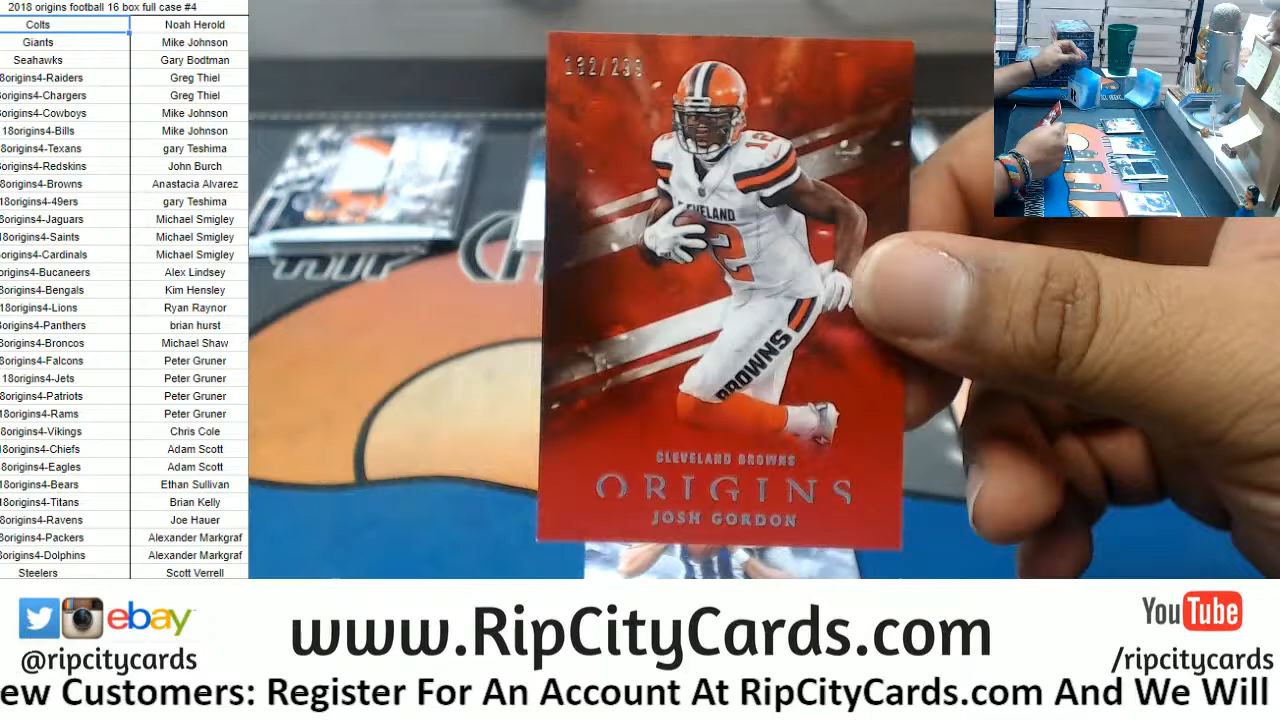 2018 origins football 16 box full case #4
Colts Noah Herold
Giants Mike Johnson
Seahawks Gary Bodtman
8origins4-Raiders Greg Thiel
8origins4-Chargers Greg Thiel
origins4-Cowboys Mike Johnson
18origins4-Bills Mike Johnson
18origins4-Texans gary Teshima
origins4-Redskins John Burch
8origins4-Browns Anastacia Alvarez
18origins4-49ers gary Teshima
8origins4-Jaguars Michael Smigley
18origins4-Saints Michael Smigley
origins4-Cardinals Michael Smigley
origins4-Bucaneers Alex Lindsey
8origins4-Bengals Kim Hensley
18origins4-Lions Ryan Raynor
origins4-Panthers brian hurst
8origins4-Broncos Michael Shaw
8origins4-Falcons Peter Gruner
18origins4-Jets Peter Gruner
8origins4-Patriots Peter Gruner
18origins4-Rams Peter Gruner
18origins4-Vikings Chris Cole
8origins4-Chiefs Adam Scott
8origins4-Eagles Adam Scott
18origins4-Bears Ethan Sullivan
18origins4-Titans Brian Kelly
8origins4-Ravens Joe Hauer
origins4-Packers Alexander Markgraf
origins4-Dolphins Alexander Markgraf
Steelers Scott Verrell
12
CLEVELAND
12
BROWNS
CLEVELAND BROWNS
ORIGINS
JOSH GORDON
ebay
@ripcitycards
www.RipCityCards.com
YouTube
/ripcitycards
ew Customers: Register For An Account At RipCityCards.com And We Will